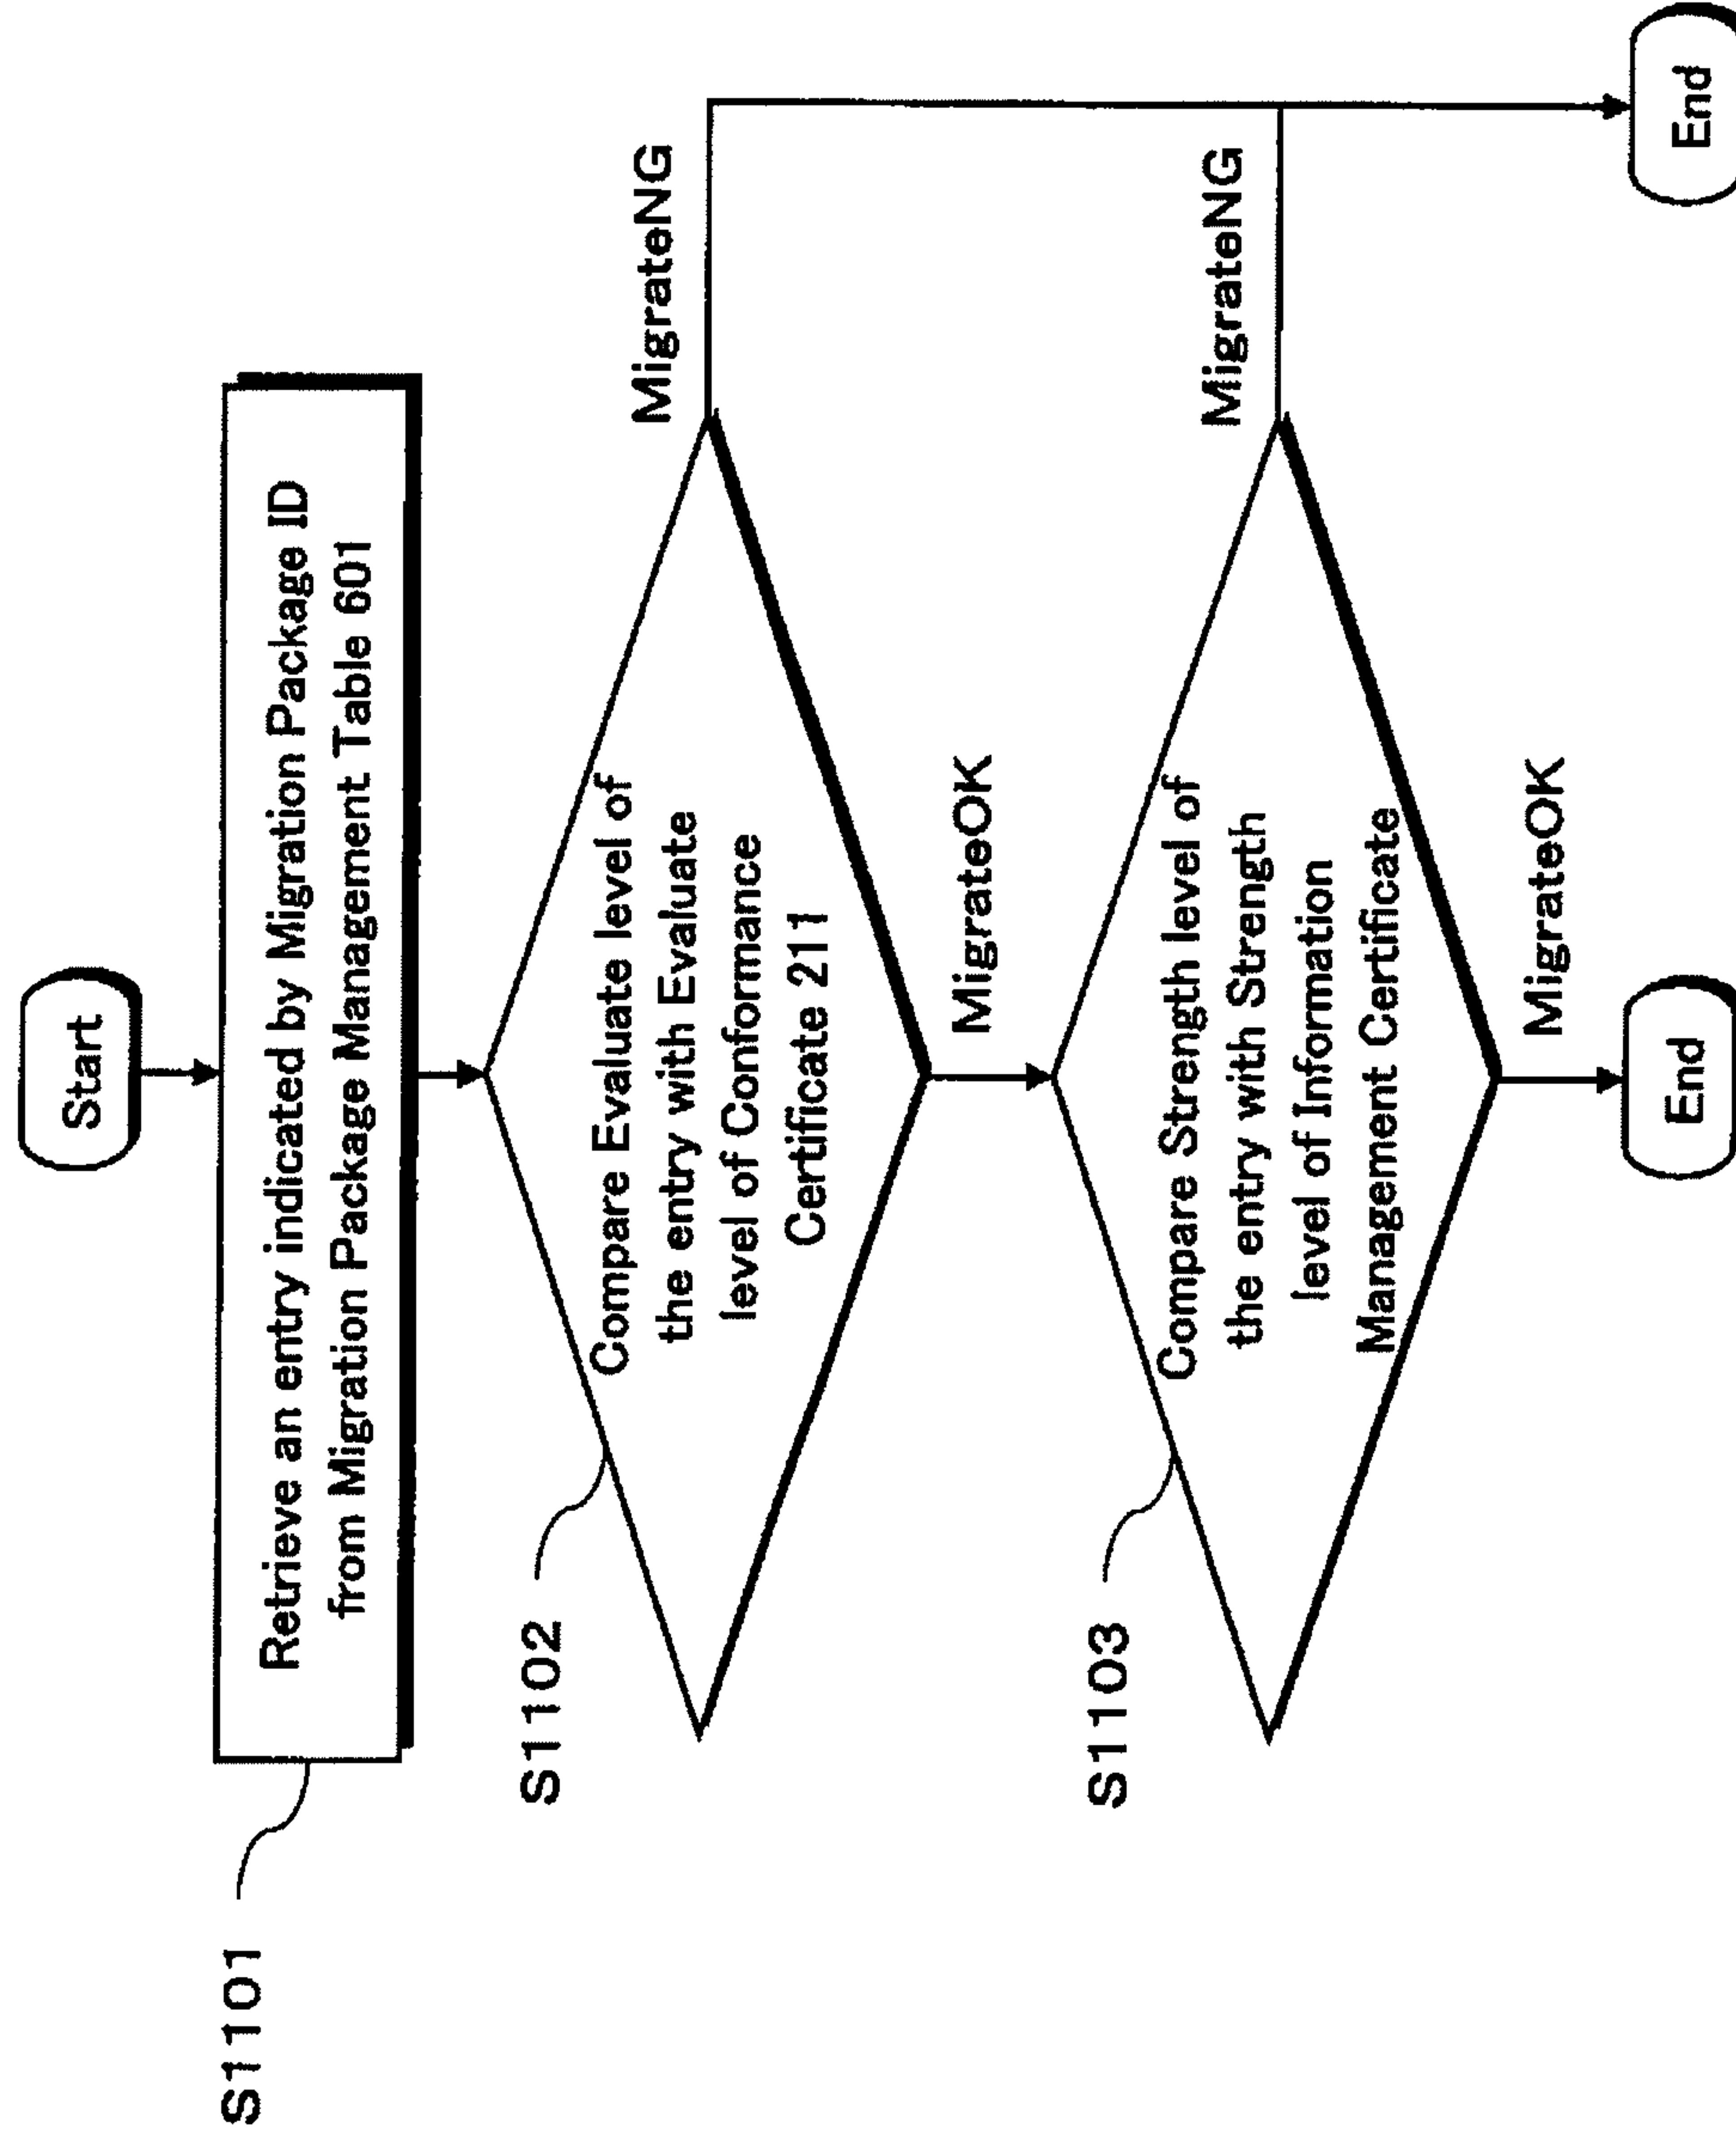 Start
S1101
Retrieve an entry indicated by Migration Package ID
from Migration Package Management Table 601
S1102
Compare Evaluate level of
the entry with Evaluate
level of Conformance
Certificate 211
MigrateNG
MigrateOK
S1103
Compare Strength level of
the entry with Strength
level of Information
Management Certificate
MigrateNG
MigrateOK
End
End